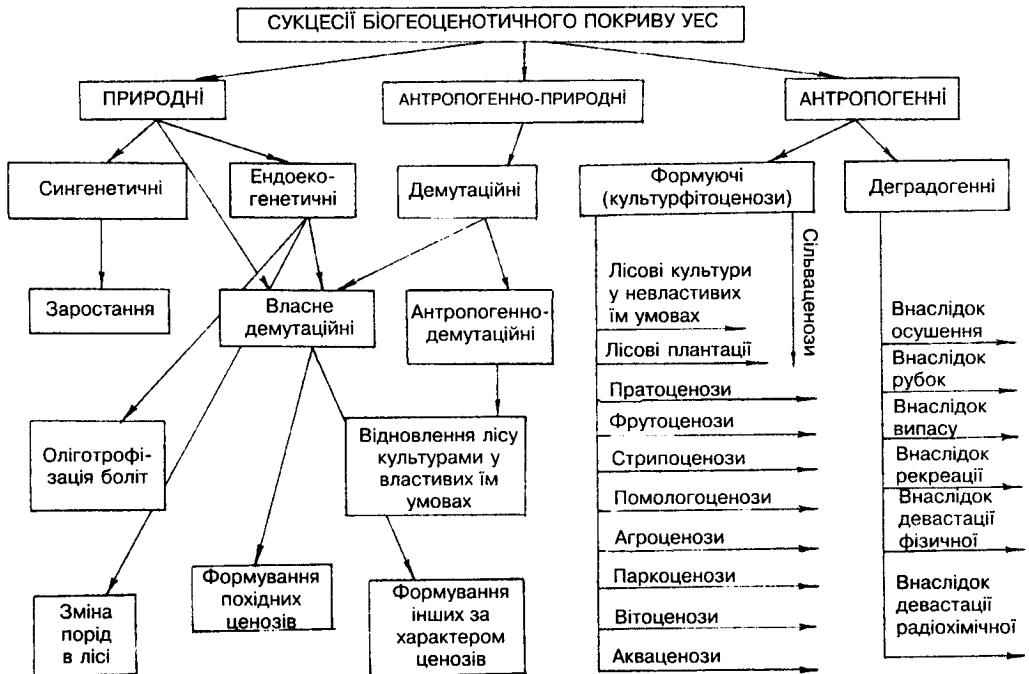 СУКЦЕСІЇ БІОГЕОЦЕНОТИЧНОГО ПОКРИВУ УЕС
ПРИРОДНІ
АНТРОПОГЕННО-ПРИРОДНІ
АНТРОПОГЕННІ
Сингенетичні
Ендоеко-
генетичні
Демутаційні
Формуючі
(культурфітоценози)
Деградогенні
Заростання
Власне
демутаційні
Антропогенно-
демутаційні
Лісові культури
у невластивих
їм умовах
Сільваценози
Лісові плантації
Пратоценози
Фрутоценози
Стрипоценози
Помологоценози
Агроценози
Паркоценози
Вітоценози
Акваценози
Внаслідок
осушення
Внаслідок
рубок
Внаслідок
випасу
Внаслідок
рекреації
Внаслідок
девастації
фізичної
Внаслідок
девастації
радіохімічної
Оліготрофі-
зація боліт
Відновлення лісу
культурами у
властивих їм
умовах
Зміна
порід
в лісі
Формування
похідних
ценозів
Формування
інших за
характером
ценозів